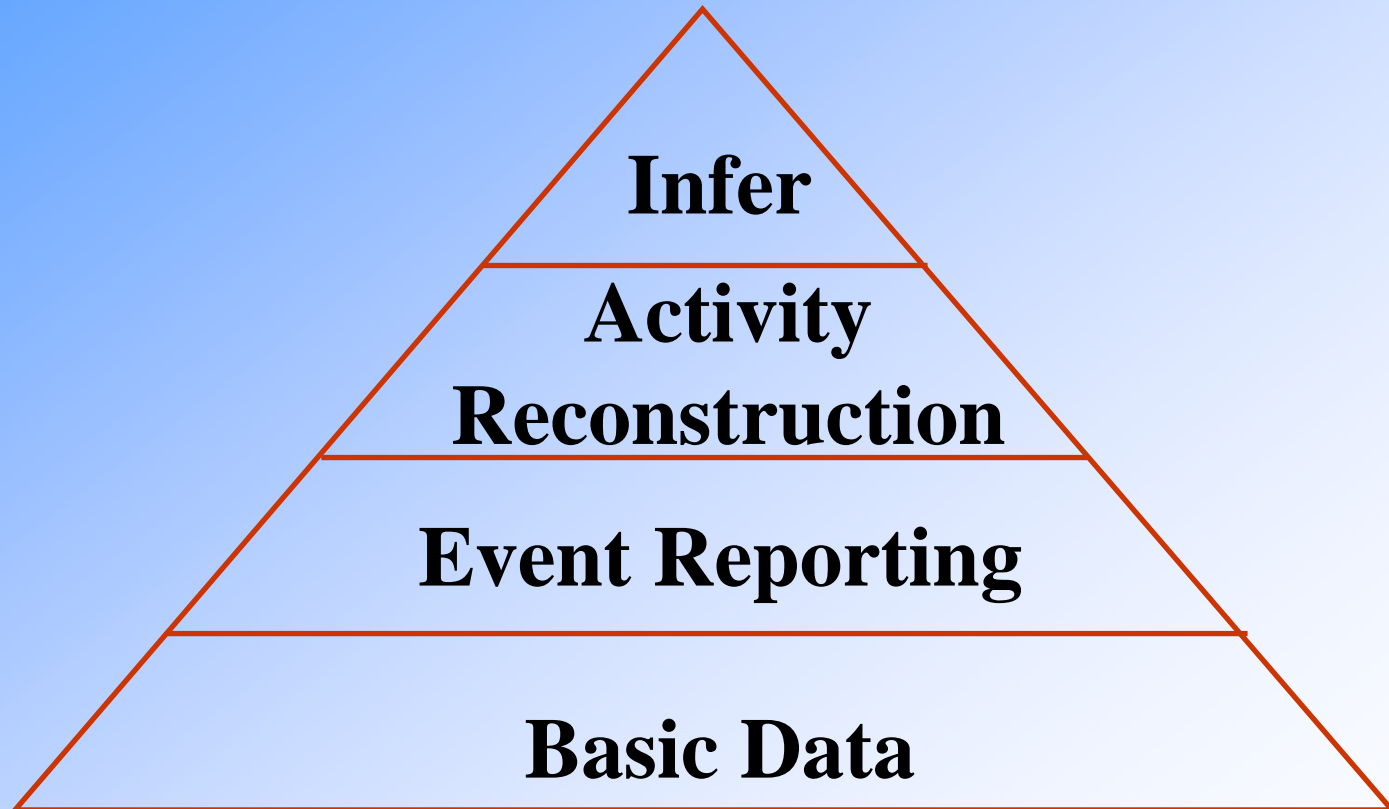 Infer
Activity
Reconstruction
Event Reporting
Basic Data